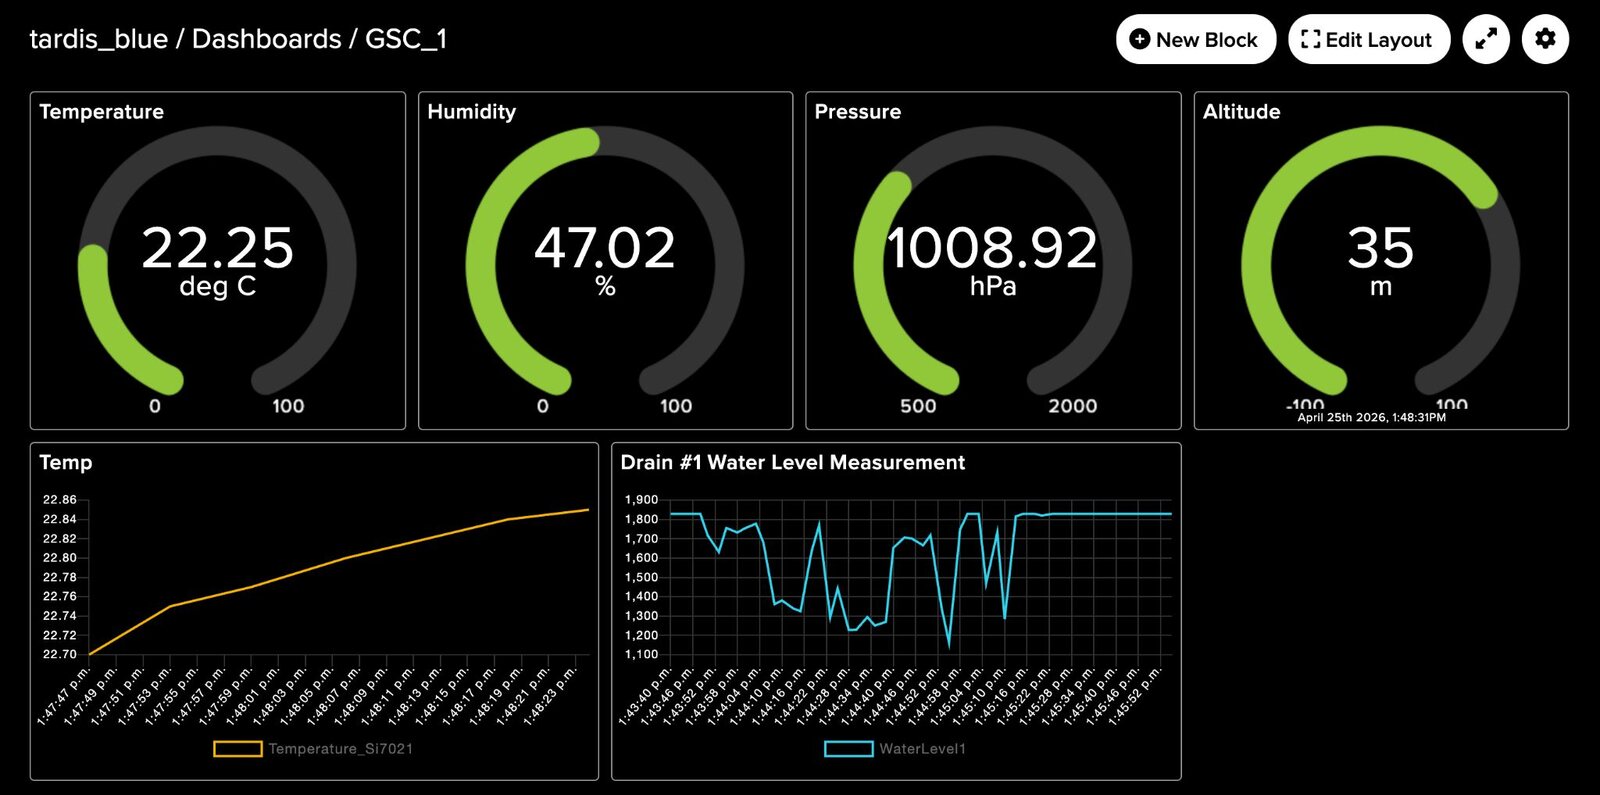 tardis_blue / Dashboards / GSC_1
New Block
Edit Layout
Temperature
22.25
deg C
0 100
Humidity
47.02
%
0 100
Pressure
1008.92
hPa
500 2000
Altitude
35
m
-100 100
April 25th 2026, 1:48:31PM
Temp
22.86
22.84
22.82
22.80
22.78
22.76
22.74
22.72
22.70
1:47:47 p.m.
1:47:49 p.m.
1:47:51 p.m.
1:47:53 p.m.
1:47:55 p.m.
1:47:57 p.m.
1:47:59 p.m.
1:48:01 p.m.
1:48:03 p.m.
1:48:05 p.m.
1:48:07 p.m.
1:48:09 p.m.
1:48:11 p.m.
1:48:13 p.m.
1:48:15 p.m.
1:48:17 p.m.
1:48:19 p.m.
1:48:21 p.m.
1:48:23 p.m.
Temperature_Si7021
Drain #1 Water Level Measurement
1,900
1,800
1,700
1,600
1,500
1,400
1,300
1,200
1,100
1:43:40 p.m.
1:43:46 p.m.
1:43:52 p.m.
1:43:58 p.m.
1:44:04 p.m.
1:44:10 p.m.
1:44:16 p.m.
1:44:22 p.m.
1:44:28 p.m.
1:44:34 p.m.
1:44:40 p.m.
1:44:46 p.m.
1:44:52 p.m.
1:44:58 p.m.
1:45:04 p.m.
1:45:10 p.m.
1:45:16 p.m.
1:45:22 p.m.
1:45:28 p.m.
1:45:34 p.m.
1:45:40 p.m.
1:45:46 p.m.
1:45:52 p.m.
WaterLevel1